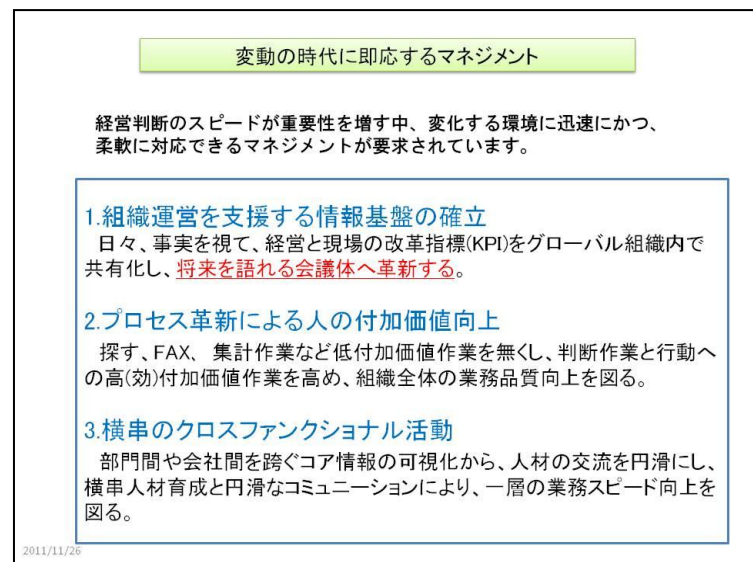 変動の時代に即応するマネジメント
経営判断のスピードが重要性を増す中、変化する環境に迅速にかつ、
柔軟に対応できるマネジメントが要求されています。
1.組織運営を支援する情報基盤の確立
日々、事実を視て、経営と現場の改革指標(KPI)をグローバル組織内で
共有化し、将来を語れる会議体へ革新する。
2.プロセス革新による人の付加価値向上
探す、FAX、 集計作業など低付加価値作業を無くし、判断作業と行動へ
の高(効)付加価値作業を高め、組織全体の業務品質向上を図る。
3.横串のクロスファンクショナル活動
部門間や会社間を跨ぐコア情報の可視化から、人材の交流を円滑にし、
横串人材育成と円滑なコミュニーションにより、一層の業務スピード向上を
図る。
2011/11/26